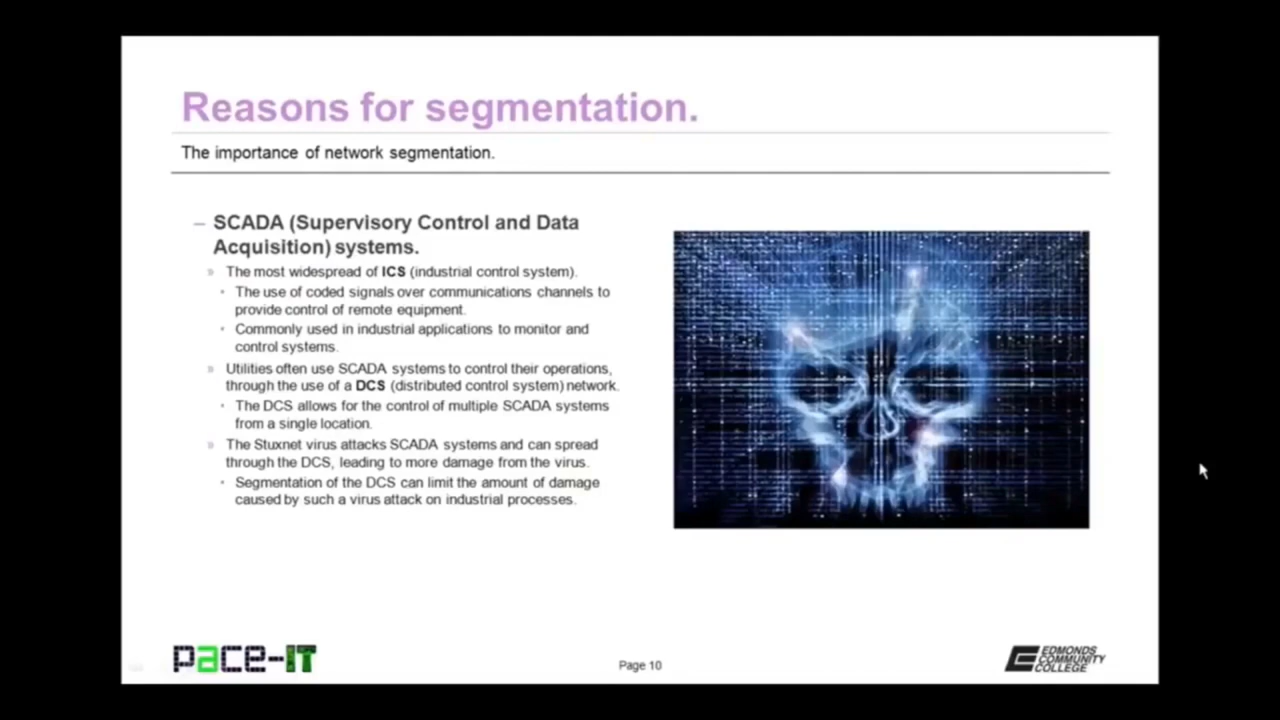 Reasons for segmentation.
The importance of network segmentation.
– SCADA (Supervisory Control and Data
Acquisition) systems.
» The most widespread of ICS (industrial control system).
• The use of coded signals over communications channels to
provide control of remote equipment.
• Commonly used in industrial applications to monitor and
control systems.
» Utilities often use SCADA systems to control their operations,
through the use of a DCS (distributed control system) network.
• The DCS allows for the control of multiple SCADA systems
from a single location.
» The Stuxnet virus attacks SCADA systems and can spread
through the DCS, leading to more damage from the virus.
• Segmentation of the DCS can limit the amount of damage
caused by such a virus attack on industrial processes.
pace-IT
Page 10
EDMONDS
COMMUNITY
COLLEGE